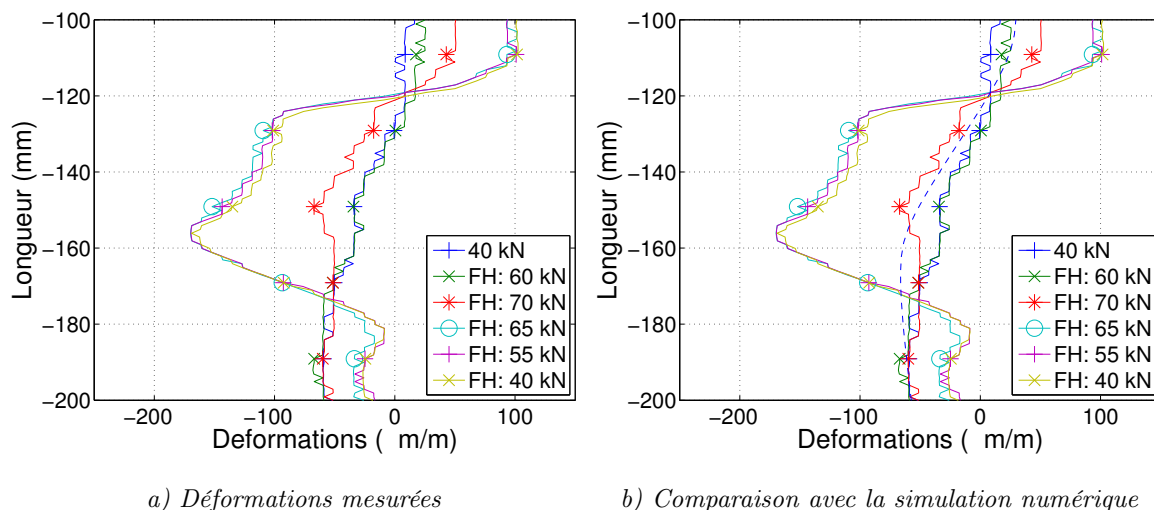 −100
−120
−140
−160
−180
−200
Longueur (mm)
−200
−100
0
100
Deformations (  m/m)
40 kN
FH: 60 kN
FH: 70 kN
FH: 65 kN
FH: 55 kN
FH: 40 kN
a) Déformations mesurées
−100
−120
−140
−160
−180
−200
Longueur (mm)
−200
−100
0
100
Deformations (  m/m)
40 kN
FH: 60 kN
FH: 70 kN
FH: 65 kN
FH: 55 kN
FH: 40 kN
b) Comparaison avec la simulation numérique